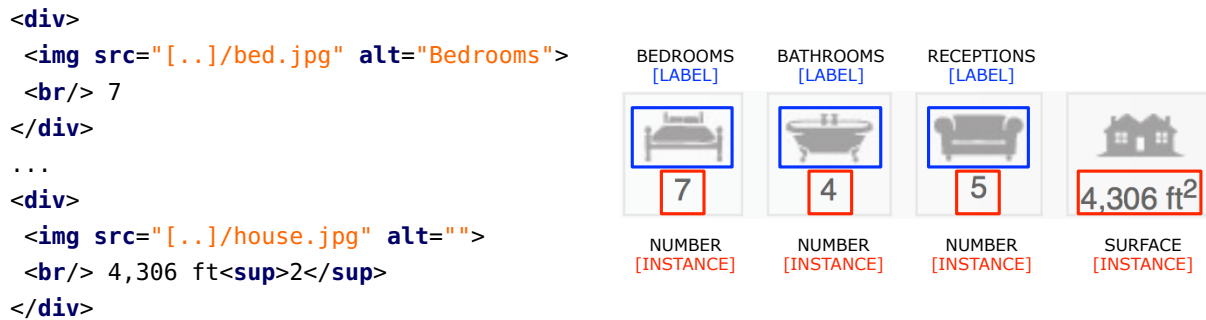 <div>
<img src="[..]/bed.jpg" alt="Bedrooms">
<br/> 7
</div>
...
<div>
<img src="[..]/house.jpg" alt="">
<br/> 4,306 ft<sup>2</sup>
</div>
BEDROOMS BATHROOMS RECEPTIONS
[LABEL] [LABEL] [LABEL]
7 4 5 4,306 ft²
NUMBER NUMBER NUMBER SURFACE
[INSTANCE] [INSTANCE] [INSTANCE] [INSTANCE]